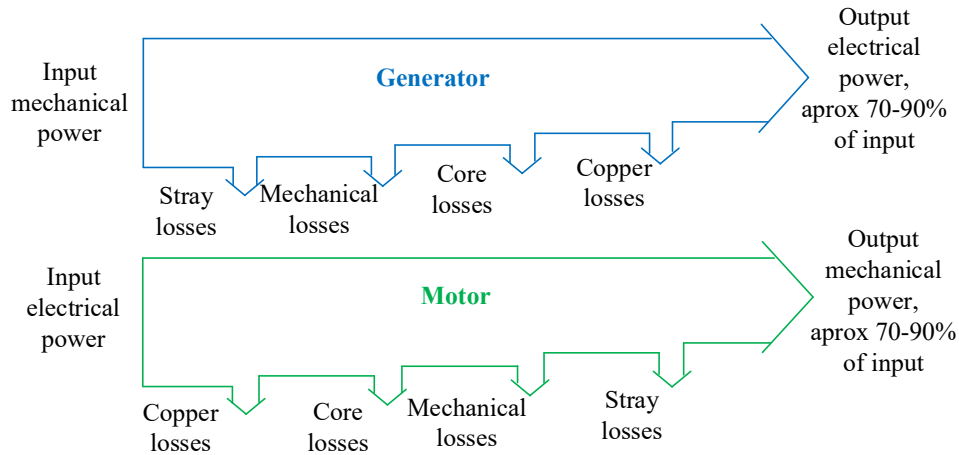 Input
mechanical
power
Generator
Output
electrical
power,
aprox 70-90%
of input
Stray
losses
Mechanical
losses
Core
losses
Copper
losses
Input
electrical
power
Motor
Output
mechanical
power,
aprox 70-90%
of input
Copper
losses
Core
losses
Mechanical
losses
Stray
losses